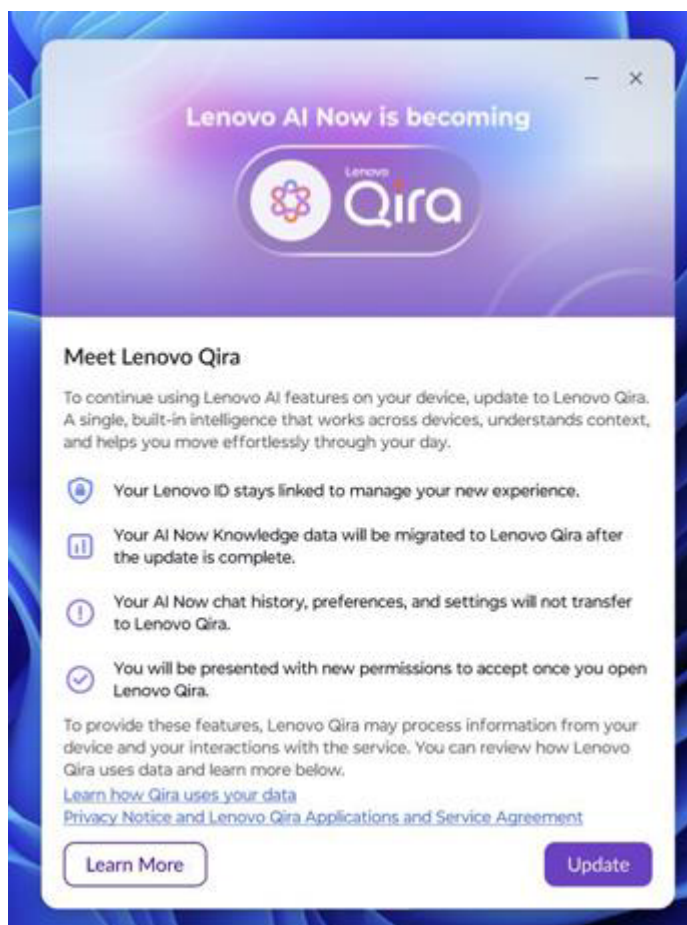 Lenovo AI Now is becoming
Lenovo
Qira
Meet Lenovo Qira
To continue using Lenovo AI features on your device, update to Lenovo Qira.
A single, built-in intelligence that works across devices, understands context,
and helps you move effortlessly through your day.
Your Lenovo ID stays linked to manage your new experience.
Your AI Now Knowledge data will be migrated to Lenovo Qira after
the update is complete.
Your AI Now chat history, preferences, and settings will not transfer
to Lenovo Qira.
You will be presented with new permissions to accept once you open
Lenovo Qira.
To provide these features, Lenovo Qira may process information from your
device and your interactions with the service. You can review how Lenovo
Qira uses data and learn more below.
Learn how Qira uses your data
Privacy Notice and Lenovo Qira Applications and Service Agreement
Learn More
Update